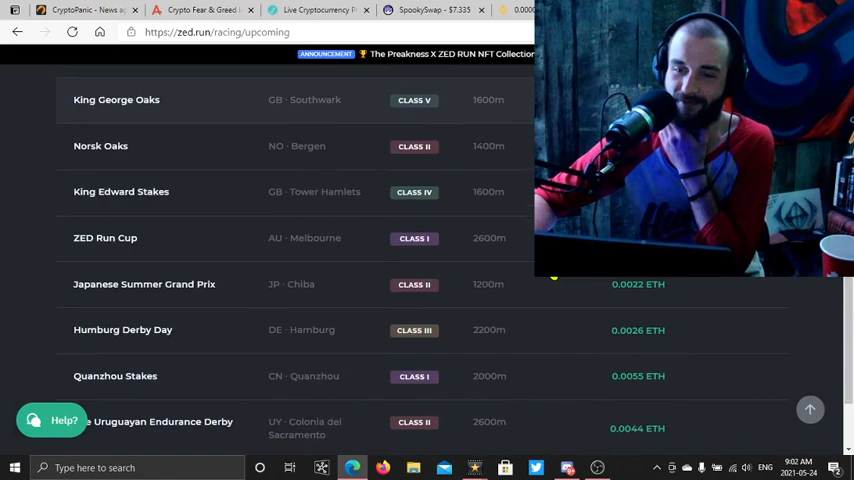 CryptoPanic - News a
Crypto Fear & Greed I
Live Cryptocurrency P
SpookySwap - $7.335
0.0000
https://zed.run/racing/upcoming
ANNOUNCEMENT 🏆 The Preakness X ZED RUN NFT Collection
King George Oaks GB · Southwark CLASS V 1600m
Norsk Oaks NO · Bergen CLASS II 1400m
King Edward Stakes GB · Tower Hamlets CLASS IV 1600m
ZED Run Cup AU · Melbourne CLASS I 2600m
Japanese Summer Grand Prix JP · Chiba CLASS II 1200m 0.0022 ETH
Humburg Derby Day DE · Hamburg CLASS III 2200m 0.0026 ETH
Quanzhou Stakes CN · Quanzhou CLASS I 2000m 0.0055 ETH
e Uruguayan Endurance Derby UY · Colonia del Sacramento CLASS II 2600m 0.0044 ETH
Help?
Type here to search
ENG
9:02 AM
2021-05-24